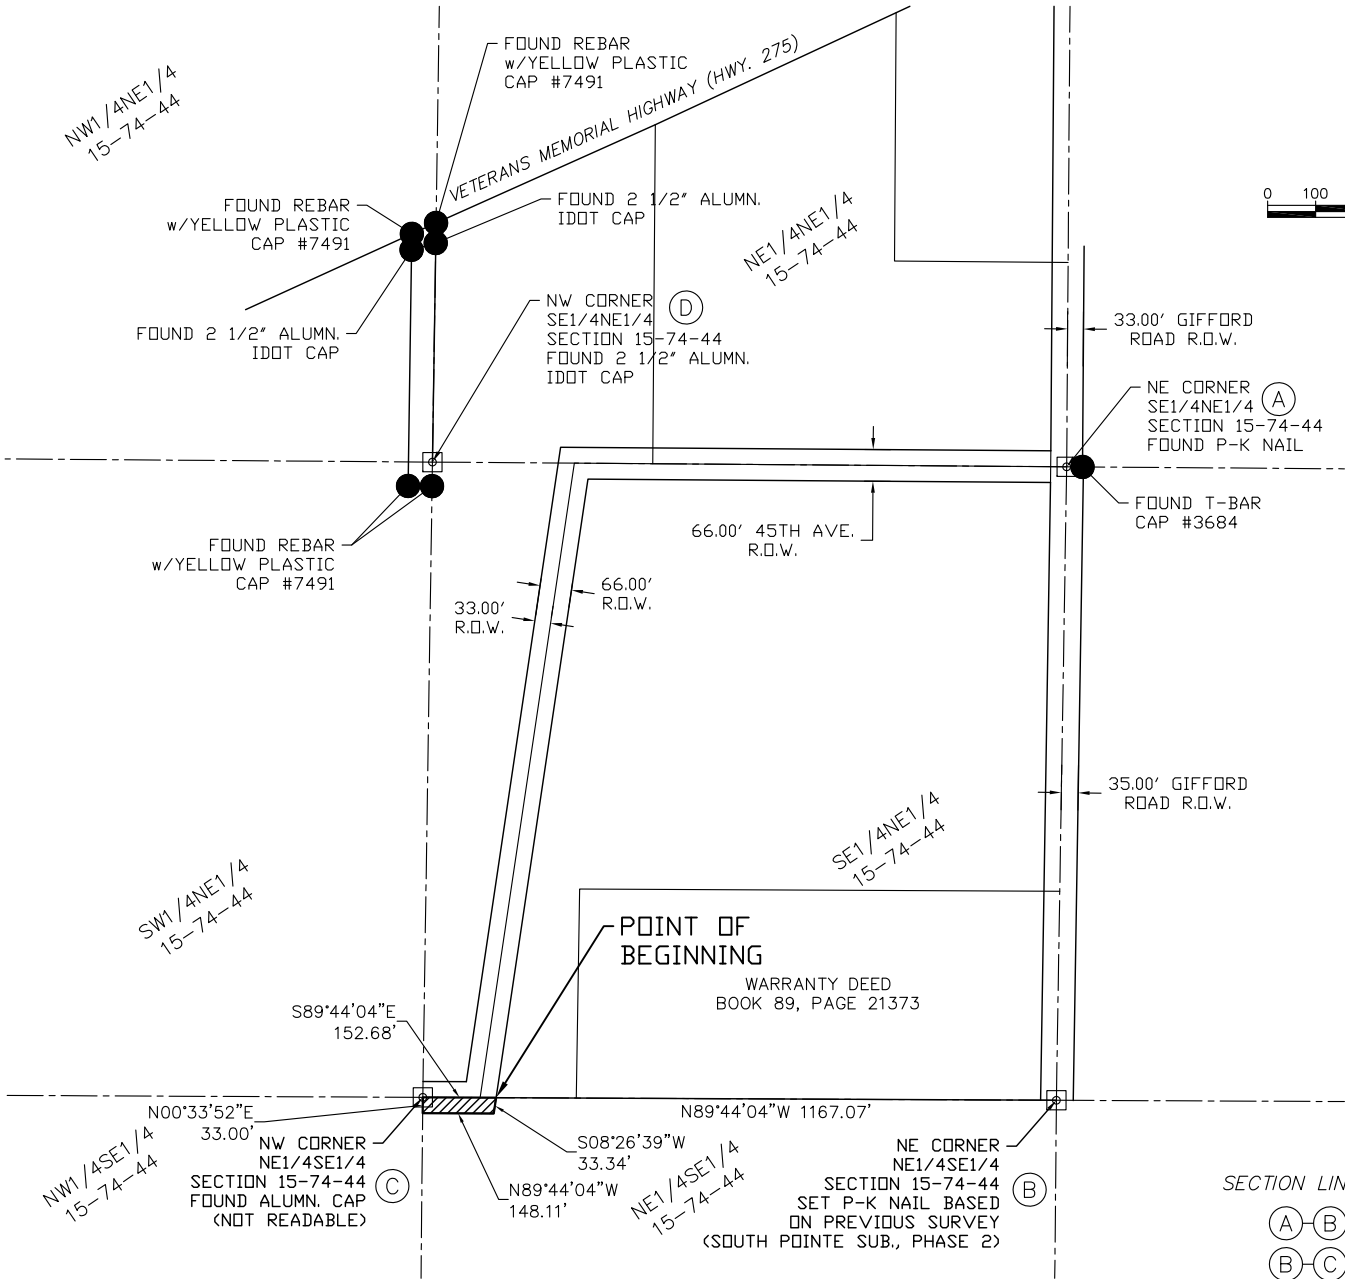 FOUND REBAR
w/YELLOW PLASTIC
CAP #7491
VETERANS MEMORIAL HIGHWAY (HWY. 275)
NW1/4NE1/4
15-74-44
FOUND REBAR
w/YELLOW PLASTIC
CAP #7491
FOUND 2 1/2" ALUMN.
IDOT CAP
NE1/4NE1/4
15-74-44
0 100
FOUND 2 1/2" ALUMN.
IDOT CAP
NW CORNER
SE1/4NE1/4
SECTION 15-74-44
FOUND 2 1/2" ALUMN.
IDOT CAP
D
33.00' GIFFORD
ROAD R.O.W.
NE CORNER
SE1/4NE1/4
SECTION 15-74-44
FOUND P-K NAIL
A
FOUND T-BAR
CAP #3684
66.00' 45TH AVE.
R.O.W.
FOUND REBAR
w/YELLOW PLASTIC
CAP #7491
33.00'
R.O.W.
66.00'
R.O.W.
35.00' GIFFORD
ROAD R.O.W.
SE1/4NE1/4
15-74-44
SW1/4NE1/4
15-74-44
POINT OF
BEGINNING
WARRANTY DEED
BOOK 89, PAGE 21373
S89°44'04"E
152.68'
N00°33'52"E
33.00'
N89°44'04"W 1167.07'
S08°26'39"W
33.34'
N89°44'04"W
148.11'
NW CORNER
NE1/4SE1/4
SECTION 15-74-44
FOUND ALUMN. CAP
(NOT READABLE)
C
NW1/4SE1/4
15-74-44
NE1/4SE1/4
15-74-44
NE CORNER
NE1/4SE1/4
SECTION 15-74-44
SET P-K NAIL BASED
ON PREVIOUS SURVEY
(SOUTH POINTE SUB., PHASE 2)
B
SECTION LIN
A-B
B-C